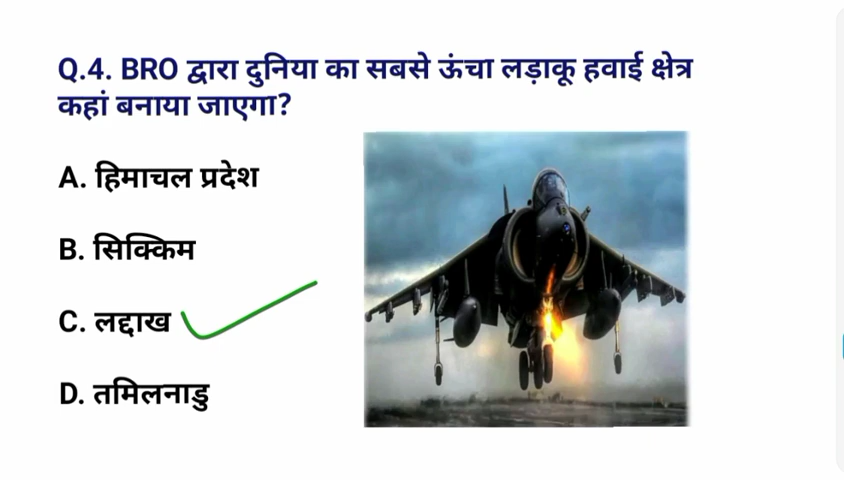 Q.4. BRO द्वारा दुनिया का सबसे ऊंचा लड़ाकू हवाई क्षेत्र
कहां बनाया जाएगा?
A. हिमाचल प्रदेश
B. सिक्किम
C. लद्दाख
D. तमिलनाडु